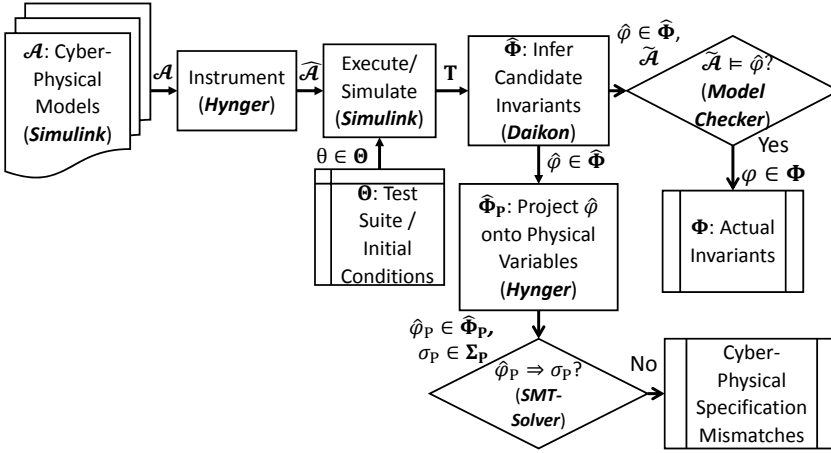 𝓐: Cyber-
Physical
Models
(Simulink)
𝓐
Instrument
(Hynger)
𝓐̂
Execute/
Simulate
(Simulink)
T
Φ̂: Infer
Candidate
Invariants
(Daikon)
φ̂ ∈ Φ̂,
𝓐̃
𝓐̃ ⊨ φ̂?
(Model
Checker)
Yes
φ ∈ Φ
Φ: Actual
Invariants
θ ∈ Θ
Θ: Test
Suite /
Initial
Conditions
φ̂ ∈ Φ̂
Φ̂P: Project φ̂
onto Physical
Variables
(Hynger)
φ̂P ∈ Φ̂P,
σP ∈ ΣP
φ̂P ⇒ σP?
(SMT-
Solver)
No
Cyber-
Physical
Specification
Mismatches